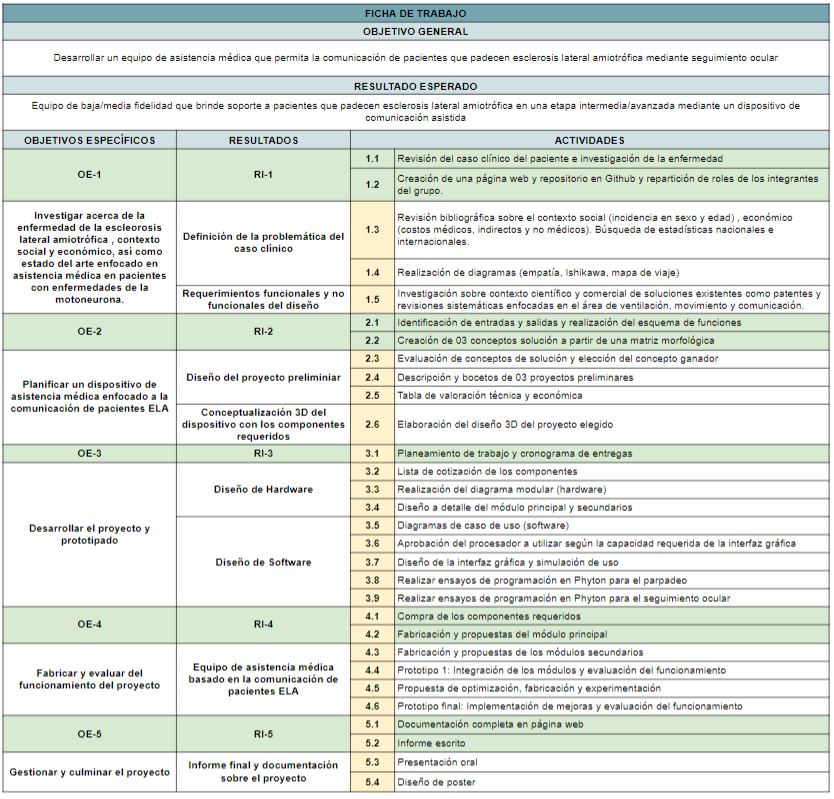 FICHA DE TRABAJO
OBJETIVO GENERAL
Desarrollar un equipo de asistencia médica que permita la comunicación de pacientes que padecen esclerosis lateral amiotrófica mediante seguimiento ocular
RESULTADO ESPERADO
Equipo de baja/media fidelidad que brinde soporte a pacientes que padecen esclerosis lateral amiotrófica en una etapa intermedia/avanzada mediante un dispositivo de
comunicación asistida
OBJETIVOS ESPECÍFICOS
RESULTADOS
ACTIVIDADES
OE-1
RI-1
1.1
Revisión del caso clínico del paciente e investigación de la enfermedad
1.2
Creación de una página web y repositorio en Github y repartición de roles de los integrantes
del grupo.
Investigar acerca de la
enfermedad de la escleorosis
lateral amiotrófica , contexto
social y económico, así como
estado del arte enfocado en
asistencia médica en pacientes
con enfermedades de la
motoneurona.
Definición de la problemática del
caso clínico
1.3
Revisión bibliográfica sobre el contexto social (incidencia en sexo y edad) , económico
(costos médicos, indirectos y no médicos). Búsqueda de estadísticas nacionales e
internacionales.
1.4
Realización de diagramas (empatía, Ishikawa, mapa de viaje)
Requerimientos funcionales y no
funcionales del diseño
1.5
Investigación sobre contexto científico y comercial de soluciones existentes como patentes y
revisiones sistemáticas enfocadas en el área de ventilación, movimiento y comunicación.
OE-2
RI-2
2.1
Identificación de entradas y salidas y realización del esquema de funciones
2.2
Creación de 03 conceptos solución a partir de una matriz morfológica
Planificar un dispositivo de
asistencia médica enfocado a la
comunicación de pacientes ELA
Diseño del proyecto preliminiar
2.3
Evaluación de conceptos de solución y elección del concepto ganador
2.4
Descripción y bocetos de 03 proyectos preliminares
2.5
Tabla de valoración técnica y económica
Conceptualización 3D del
dispositivo con los componentes
requeridos
2.6
Elaboración del diseño 3D del proyecto elegido
OE-3
RI-3
3.1
Planeamiento de trabajo y cronograma de entregas
Desarrollar el proyecto y
prototipado
Diseño de Hardware
3.2
Lista de cotización de los componentes
3.3
Realización del diagrama modular (hardware)
3.4
Diseño a detalle del módulo principal y secundarios
Diseño de Software
3.5
Diagramas de caso de uso (software)
3.6
Aprobación del procesador a utilizar según la capacidad requerida de la interfaz gráfica
3.7
Diseño de la interfaz gráfica y simulación de uso
3.8
Realizar ensayos de programación en Phyton para el parpadeo
3.9
Realizar ensayos de programación en Phyton para el seguimiento ocular
OE-4
RI-4
4.1
Compra de los componentes requeridos
4.2
Fabricación y propuestas del módulo principal
Fabricar y evaluar del
funcionamiento del proyecto
Equipo de asistencia médica
basado en la comunicación de
pacientes ELA
4.3
Fabricación y propuestas de los módulos secundarios
4.4
Prototipo 1: Integración de los módulos y evaluación del funcionamiento
4.5
Propuesta de optimización, fabricación y experimentación
4.6
Prototipo final: Implementación de mejoras y evaluación del funcionamiento
OE-5
RI-5
5.1
Documentación completa en página web
5.2
Informe escrito
Gestionar y culminar el proyecto
Informe final y documentación
sobre el proyecto
5.3
Presentación oral
5.4
Diseño de poster